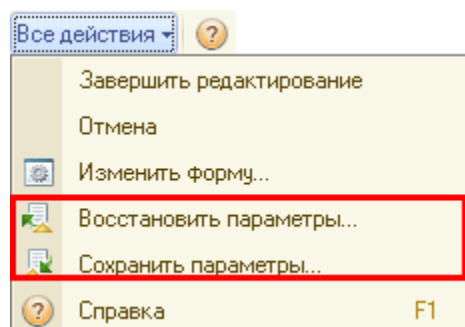 Все действия
Завершить редактирование
Отмена
Изменить форму...
Восстановить параметры...
Сохранить параметры...
Справка F1